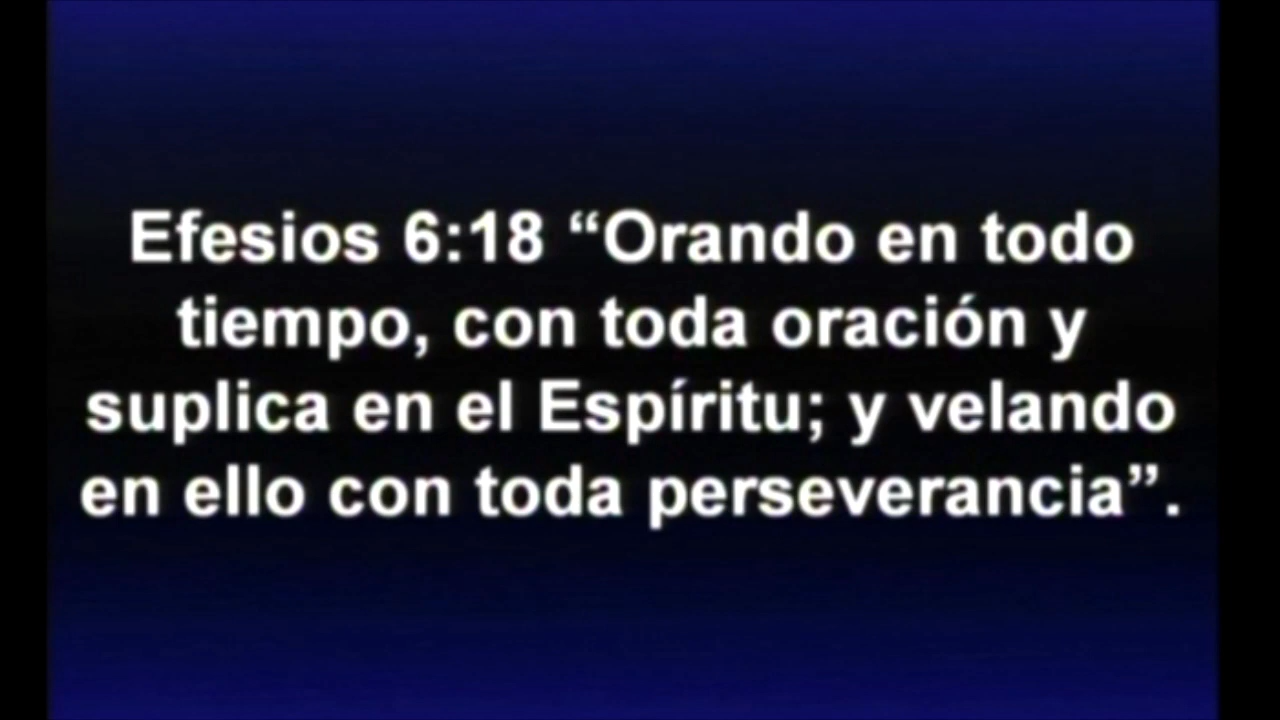 Efesios 6:18 “Orando en todo
tiempo, con toda oración y
suplica en el Espíritu; y velando
en ello con toda perseverancia”.